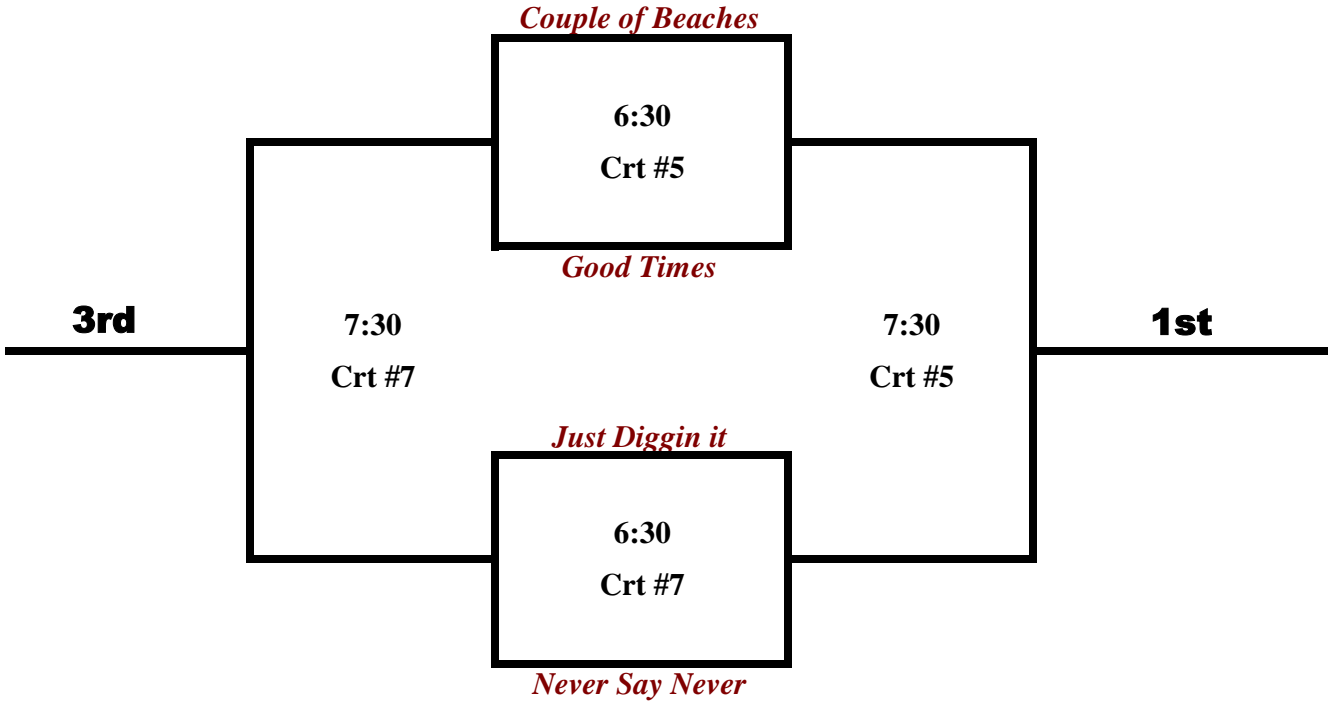 Couple of Beaches
6:30
Crt #5
Good Times
3rd
7:30
Crt #7
7:30
Crt #5
1st
Just Diggin it
6:30
Crt #7
Never Say Never